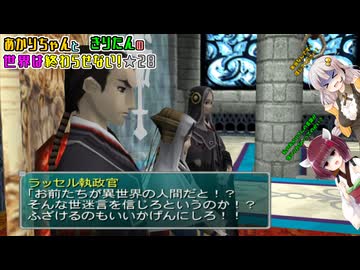 あかりちゃんと きりたんの
世界は終わらせない!☆28
ラッセル執政官
「お前たちが異世界の人間だと!?
そんな世迷言を信じろというのか!?
ふざけるのもいいかげんにしろ!!